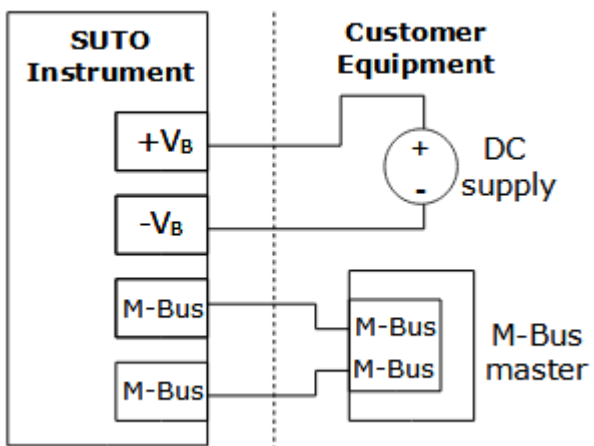 SUTO
Instrument
Customer
Equipment
+VB
-VB
M-Bus
M-Bus
+
-
DC
supply
M-Bus
M-Bus
M-Bus
master